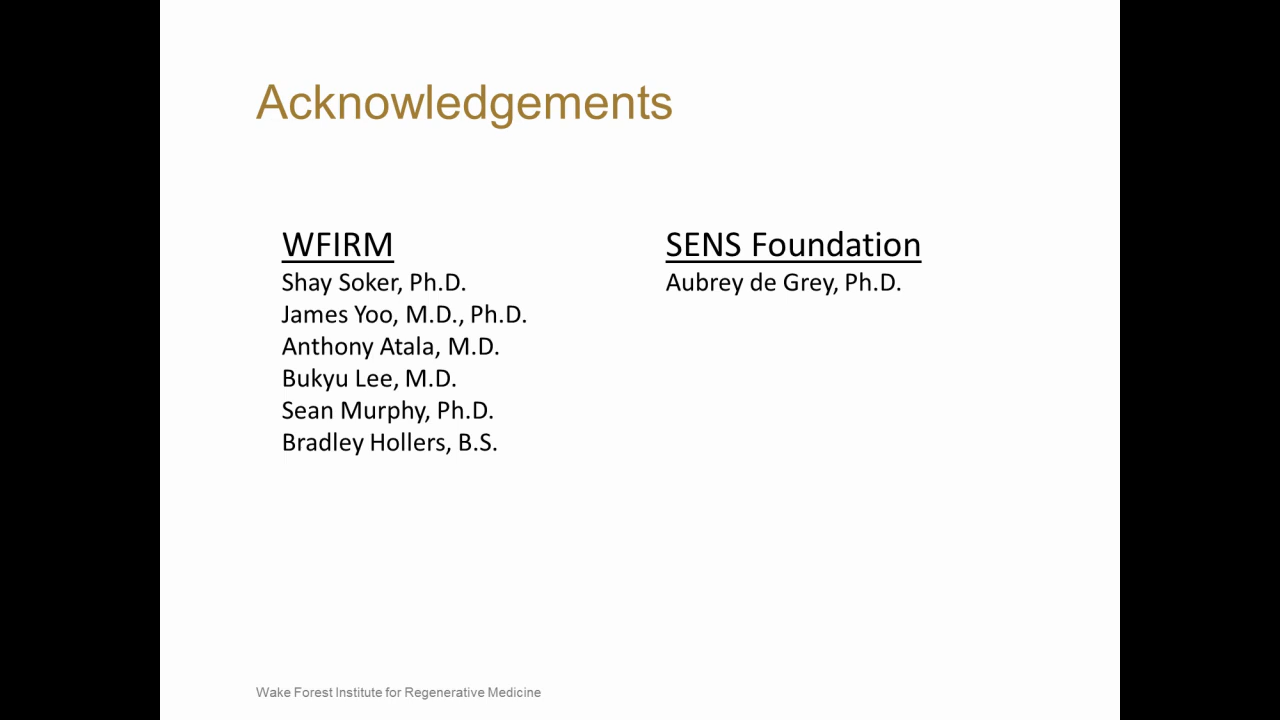 Acknowledgements
WFIRM
Shay Soker, Ph.D.
James Yoo, M.D., Ph.D.
Anthony Atala, M.D.
Bukyu Lee, M.D.
Sean Murphy, Ph.D.
Bradley Hollers, B.S.
SENS Foundation
Aubrey de Grey, Ph.D.
Wake Forest Institute for Regenerative Medicine